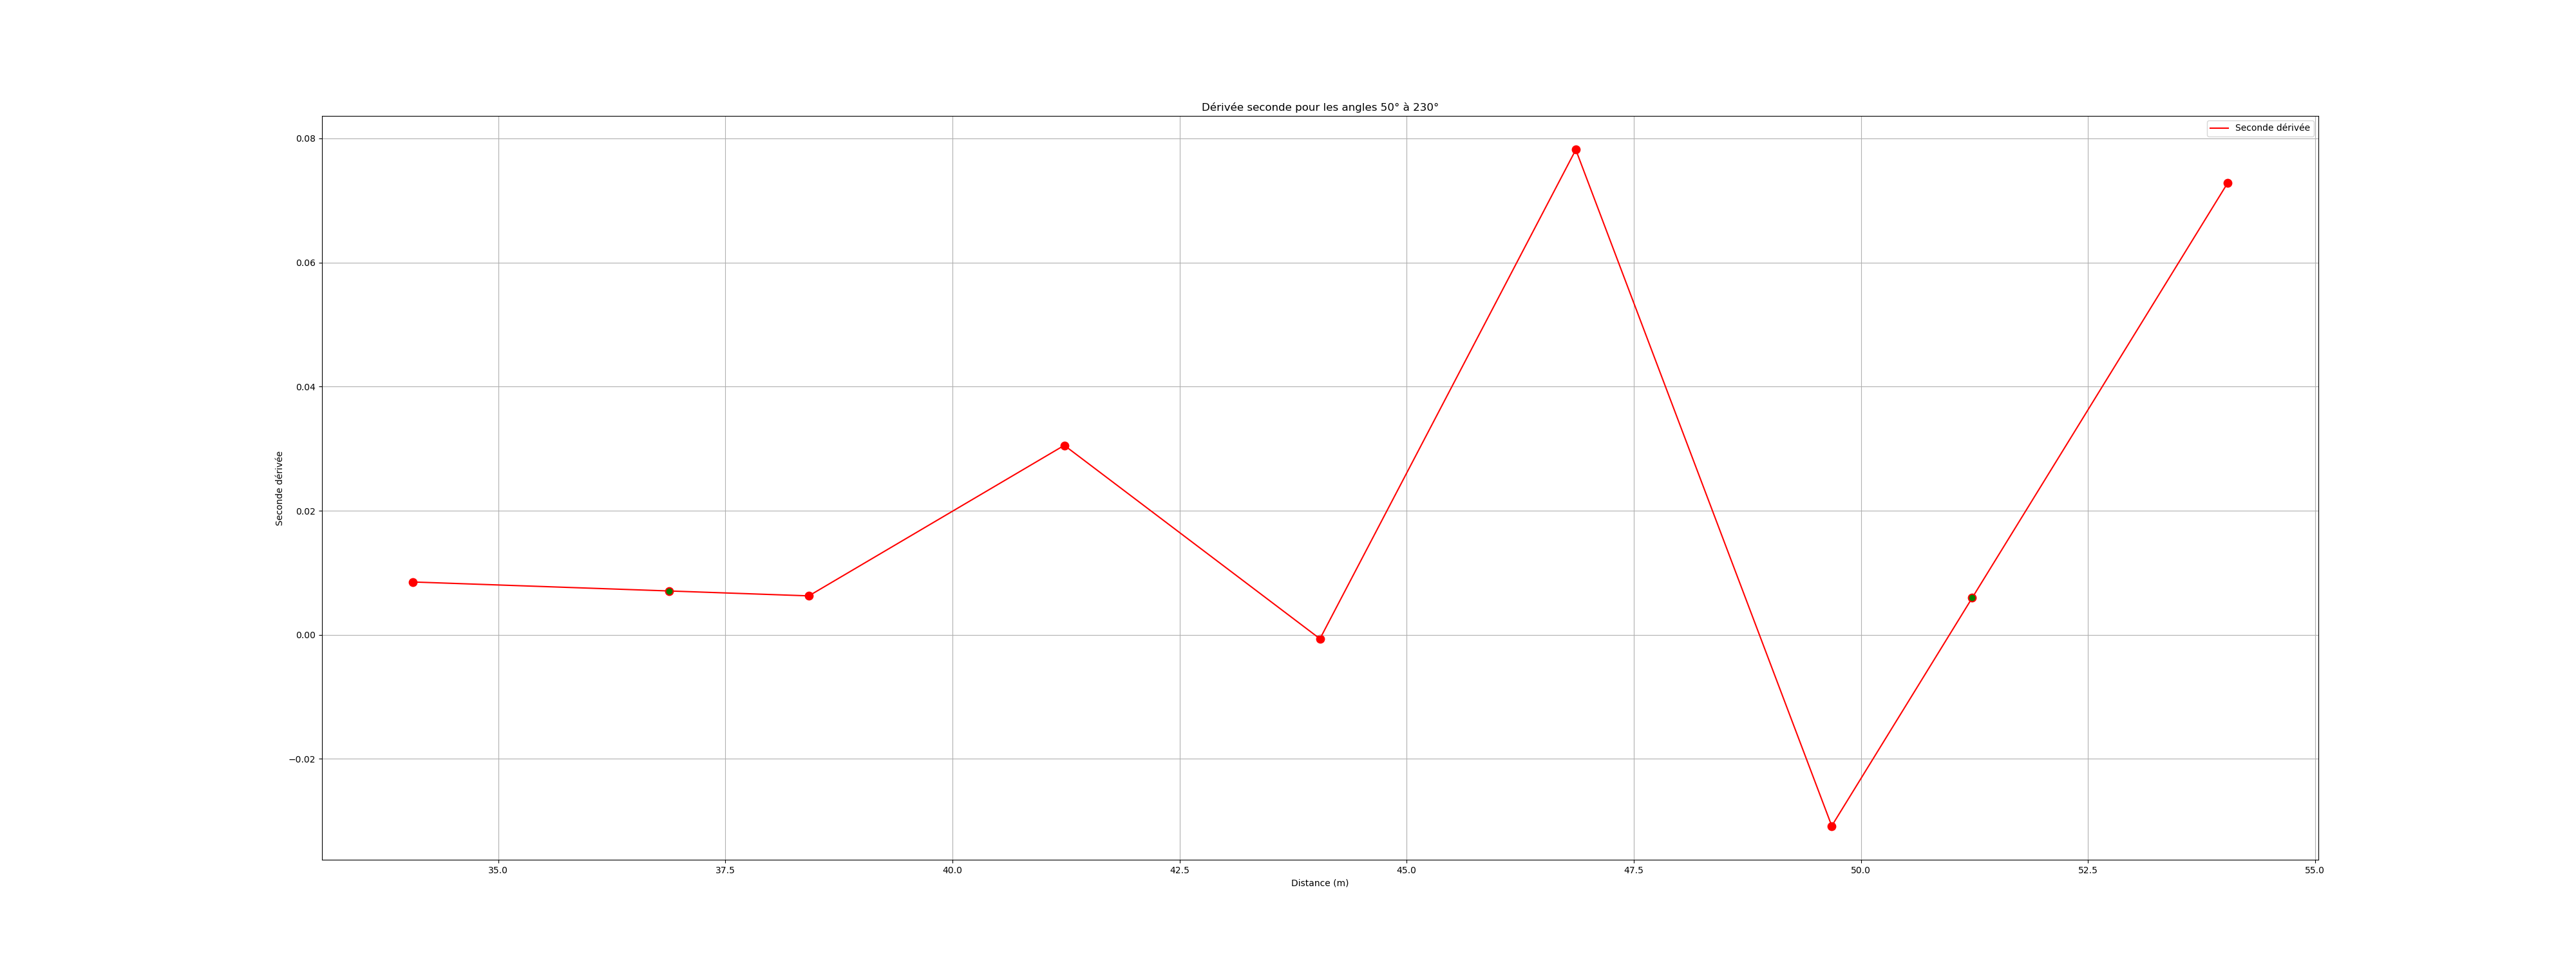 Dérivée seconde pour les angles 50° à 230°
Seconde dérivée
0.08
0.06
0.04
0.02
0.00
−0.02
Seconde dérivée
35.0 37.5 40.0 42.5 45.0 47.5 50.0 52.5 55.0
Distance (m)